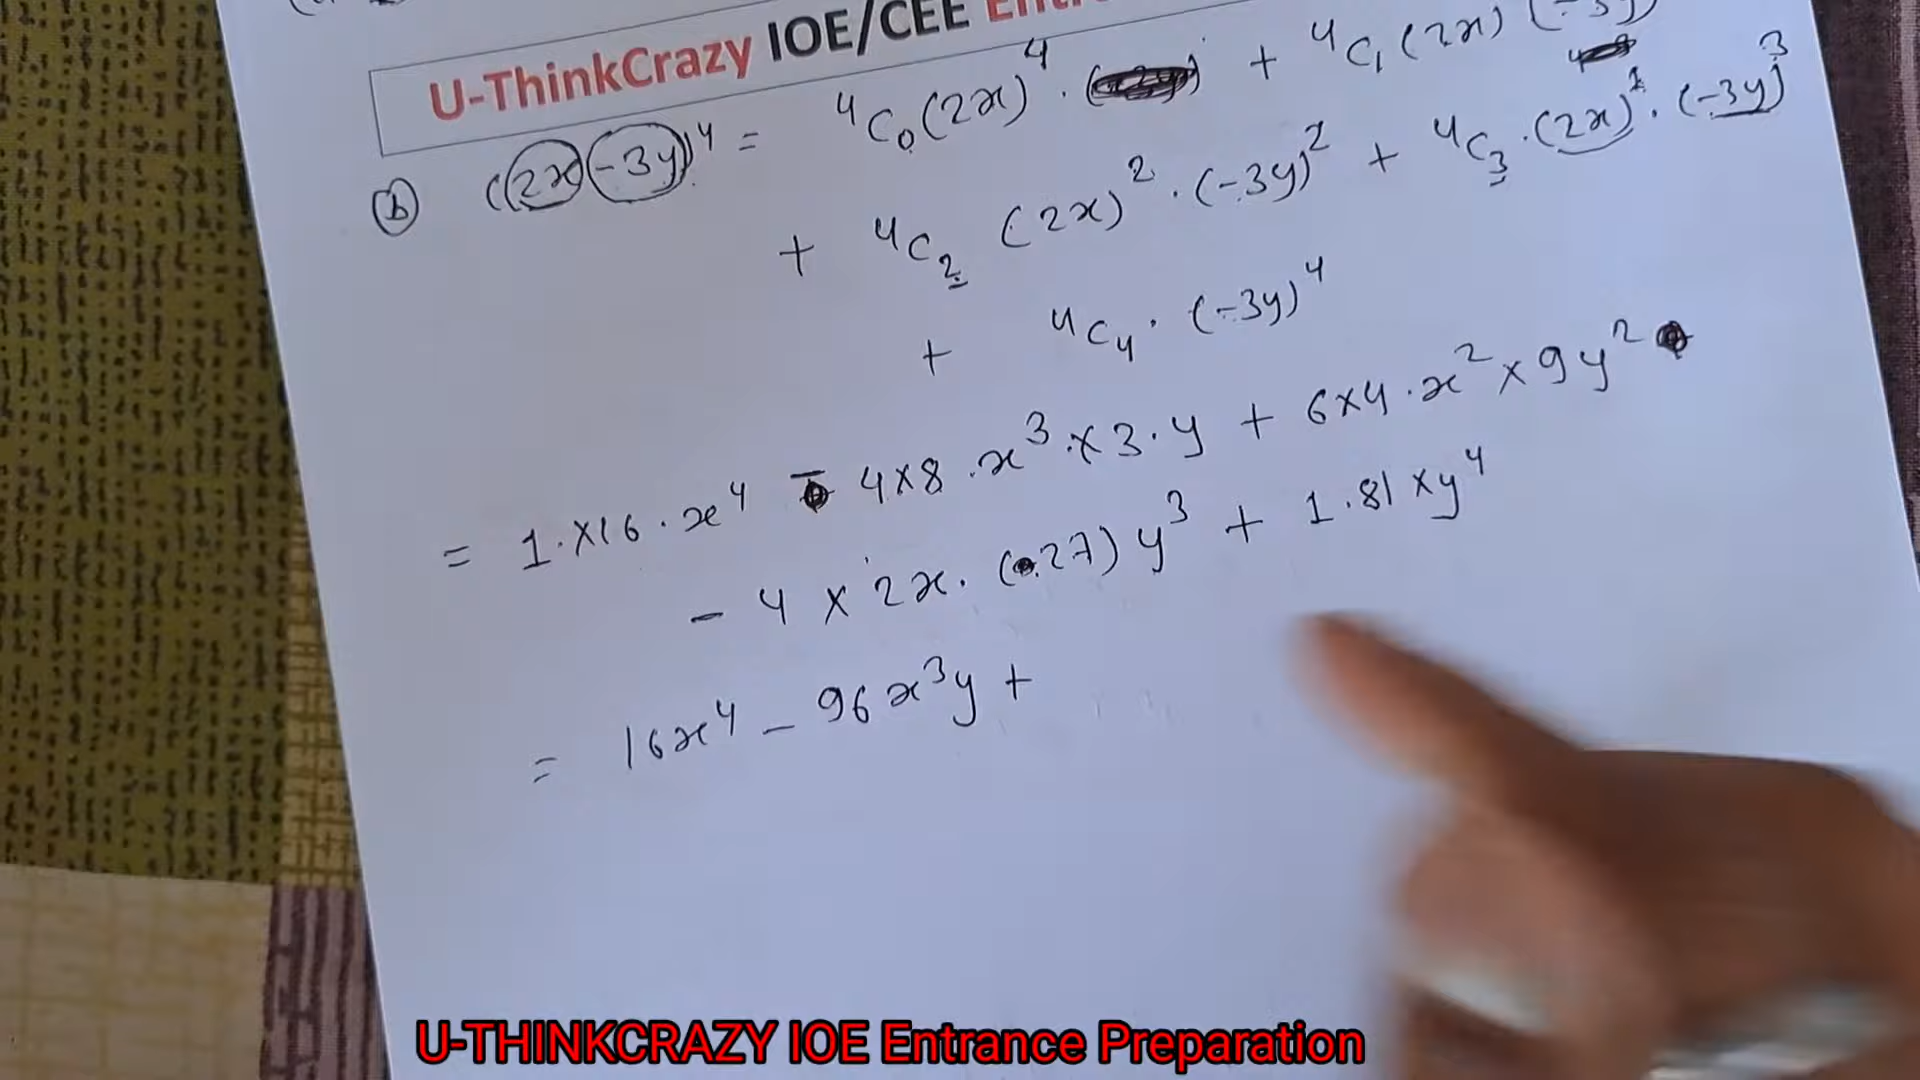 U-ThinkCrazy IOE/CEE
(b) (2x-3y)⁴ = ⁴C₀(2x)⁴ · + ⁴C₁(2x) (-3y)
+ ⁴C₂ (2x)² · (-3y)² + ⁴C₃ · (2x)¹ · (-3y)³
+ ⁴C₄ · (-3y)⁴
= 1.×16 · x⁴ - 4×8 · x³ · × 3 · y + 6×4 · x² × 9y²
- 4 × 2x · (27) y³ + 1.81 × y⁴
= 16x⁴ - 96x³y +
U-THINKCRAZY IOE Entrance Preparation